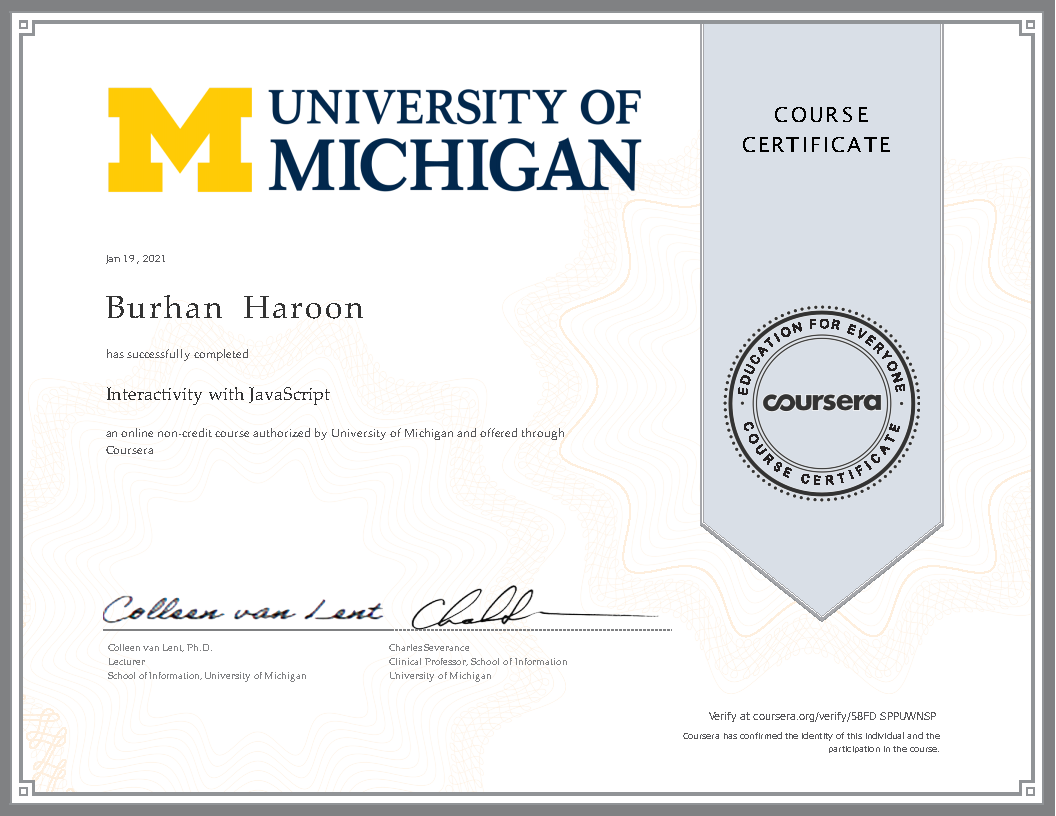 UNIVERSITY OF
MICHIGAN
COURSE
CERTIFICATE
Jan 19, 2021
Burhan Haroon
has successfully completed
Interactivity with JavaScript
an online non-credit course authorized by University of Michigan and offered through
Coursera
EDUCATION FOR EVERYONE
coursera
COURSE CERTIFICATE
Colleen van Lent
Colleen van Lent, Ph.D.
Lecturer
School of Information, University of Michigan
Charles Severance
Clinical Professor, School of Information
University of Michigan
Verify at coursera.org/verify/58FD SPPUWNSP
Coursera has confirmed the identity of this individual and the
participation in the course.